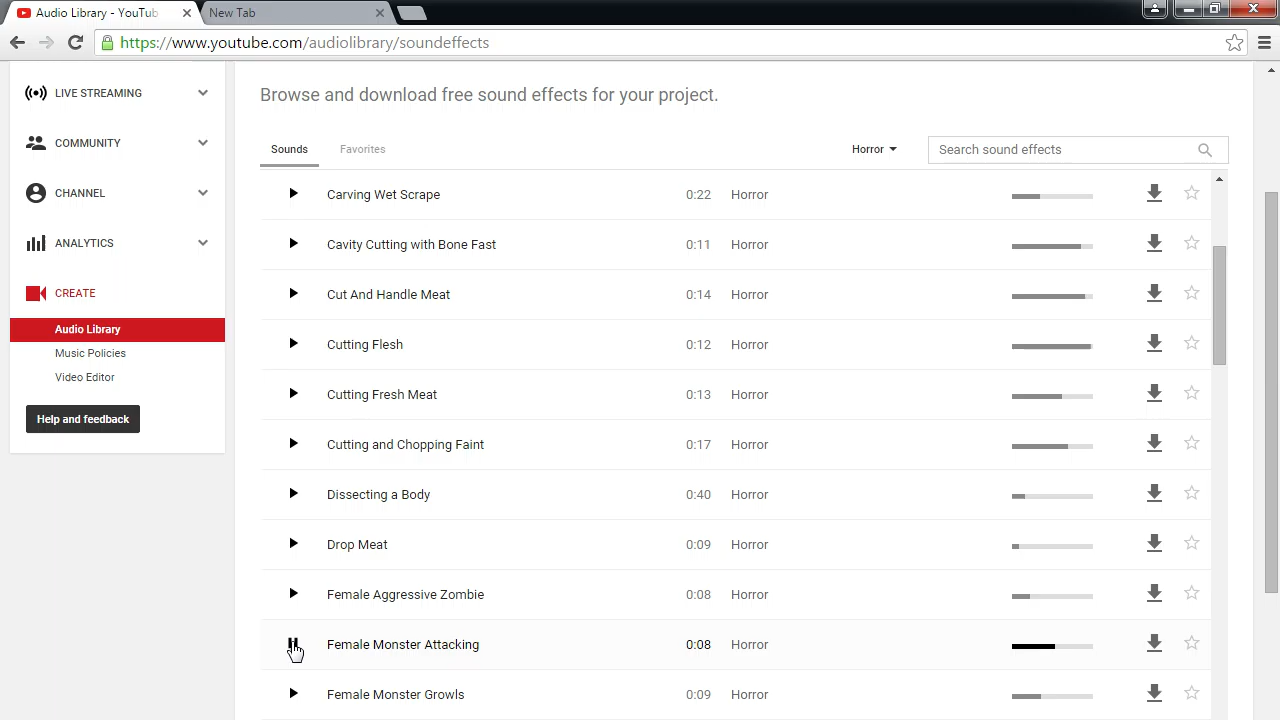 Audio Library - YouTub
New Tab
https://www.youtube.com/audiolibrary/soundeffects
LIVE STREAMING
COMMUNITY
CHANNEL
ANALYTICS
CREATE
Audio Library
Music Policies
Video Editor
Help and feedback
Browse and download free sound effects for your project.
Sounds Favorites Horror Search sound effects
Carving Wet Scrape 0:22 Horror
Cavity Cutting with Bone Fast 0:11 Horror
Cut And Handle Meat 0:14 Horror
Cutting Flesh 0:12 Horror
Cutting Fresh Meat 0:13 Horror
Cutting and Chopping Faint 0:17 Horror
Dissecting a Body 0:40 Horror
Drop Meat 0:09 Horror
Female Aggressive Zombie 0:08 Horror
Female Monster Attacking 0:08 Horror
Female Monster Growls 0:09 Horror